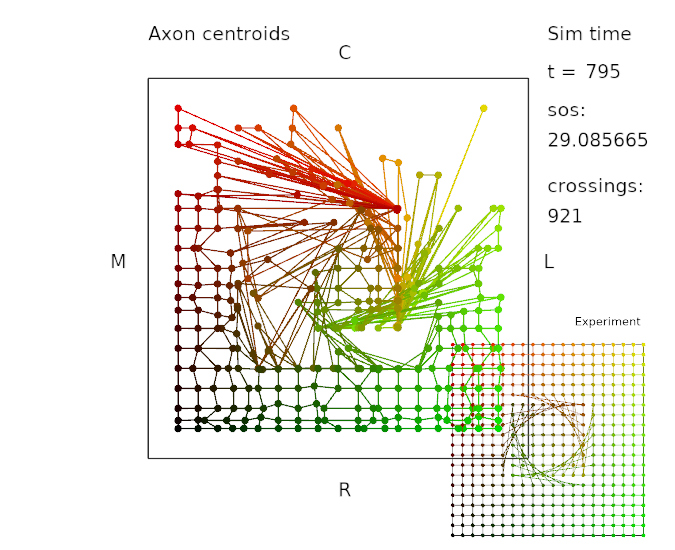 Axon centroids
C
Sim time
t = 795
sos:
29.085665
crossings:
921
M
L
Experiment
R